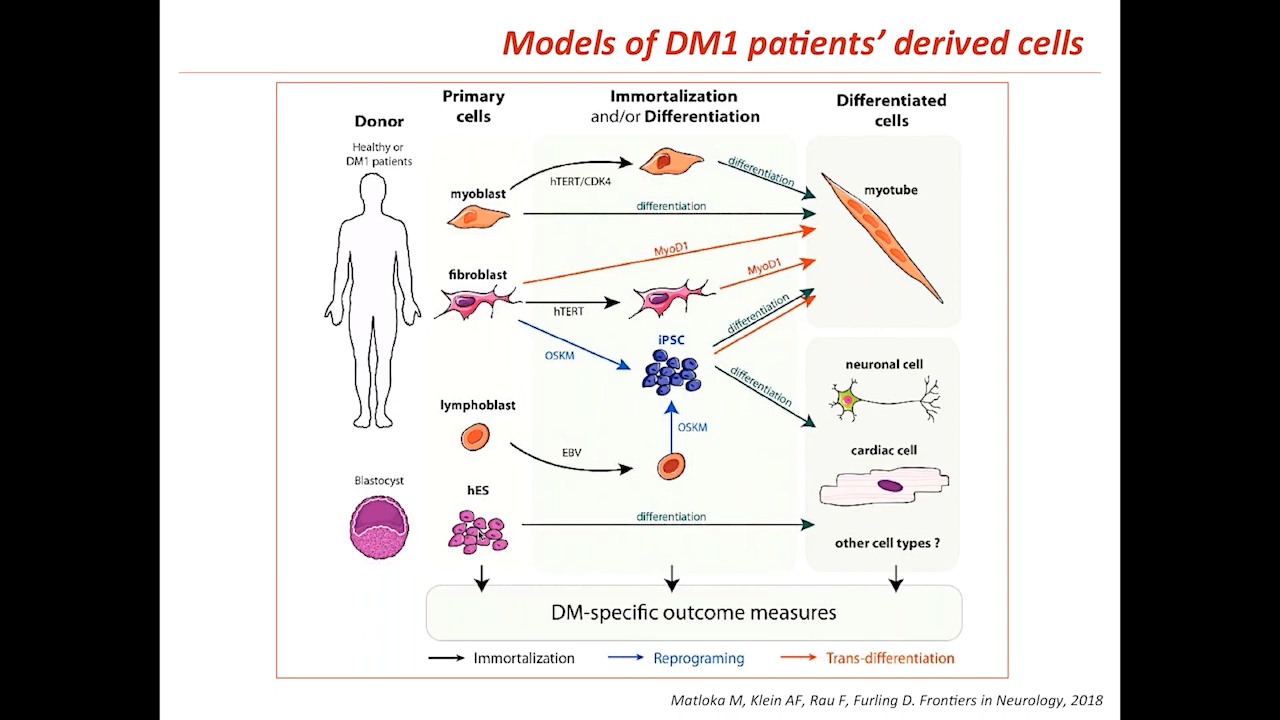 Models of DM1 patients' derived cells
Donor
Healthy or
DM1 patients
Blastocyst
Primary
cells
myoblast
fibroblast
lymphoblast
hES
Immortalization
and/or Differentiation
hTERT/CDK4
differentiation
differentiation
MyoD1
MyoD1
hTERT
differentiation
iPSC
OSKM
differentiation
OSKM
EBV
differentiation
Differentiated
cells
myotube
neuronal cell
cardiac cell
other cell types ?
DM-specific outcome measures
Immortalization
Reprograming
Trans-differentiation
Matloka M, Klein AF, Rau F, Furling D. Frontiers in Neurology, 2018